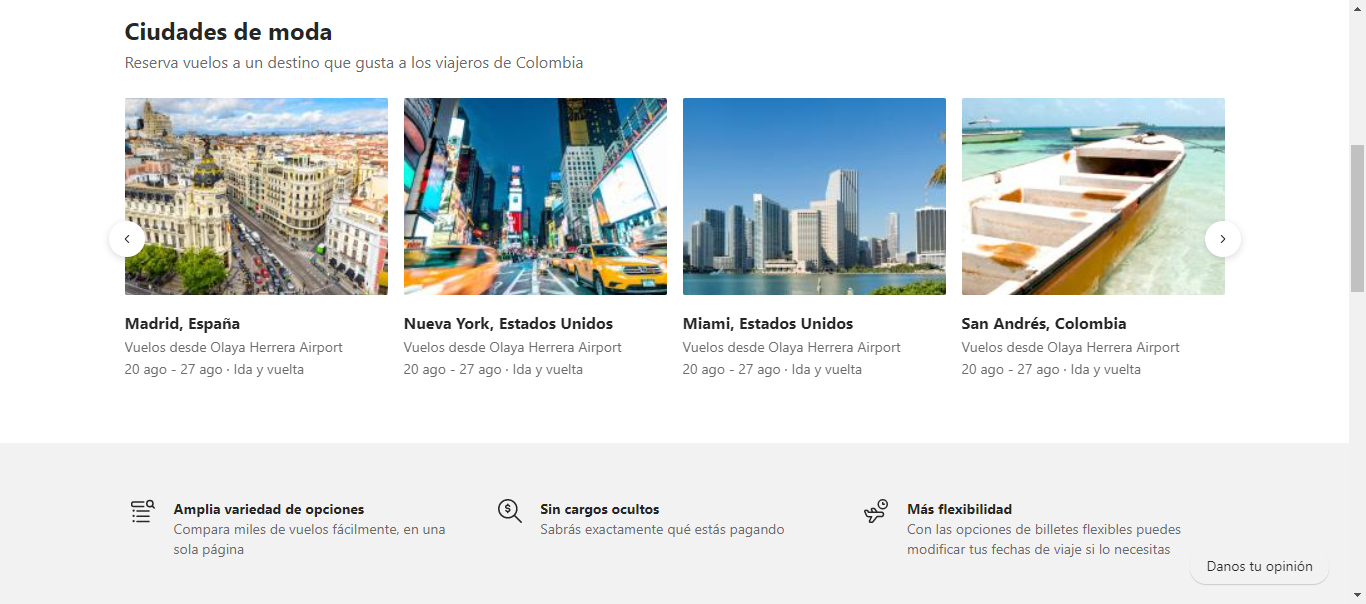 Ciudades de moda
Reserva vuelos a un destino que gusta a los viajeros de Colombia
Madrid, España
Vuelos desde Olaya Herrera Airport
20 ago - 27 ago · Ida y vuelta
Nueva York, Estados Unidos
Vuelos desde Olaya Herrera Airport
20 ago - 27 ago · Ida y vuelta
Miami, Estados Unidos
Vuelos desde Olaya Herrera Airport
20 ago - 27 ago · Ida y vuelta
San Andrés, Colombia
Vuelos desde Olaya Herrera Airport
20 ago - 27 ago · Ida y vuelta
Amplia variedad de opciones
Compara miles de vuelos fácilmente, en una
sola página
Sin cargos ocultos
Sabrás exactamente qué estás pagando
Más flexibilidad
Con las opciones de billetes flexibles puedes
modificar tus fechas de viaje si lo necesitas
Danos tu opinión